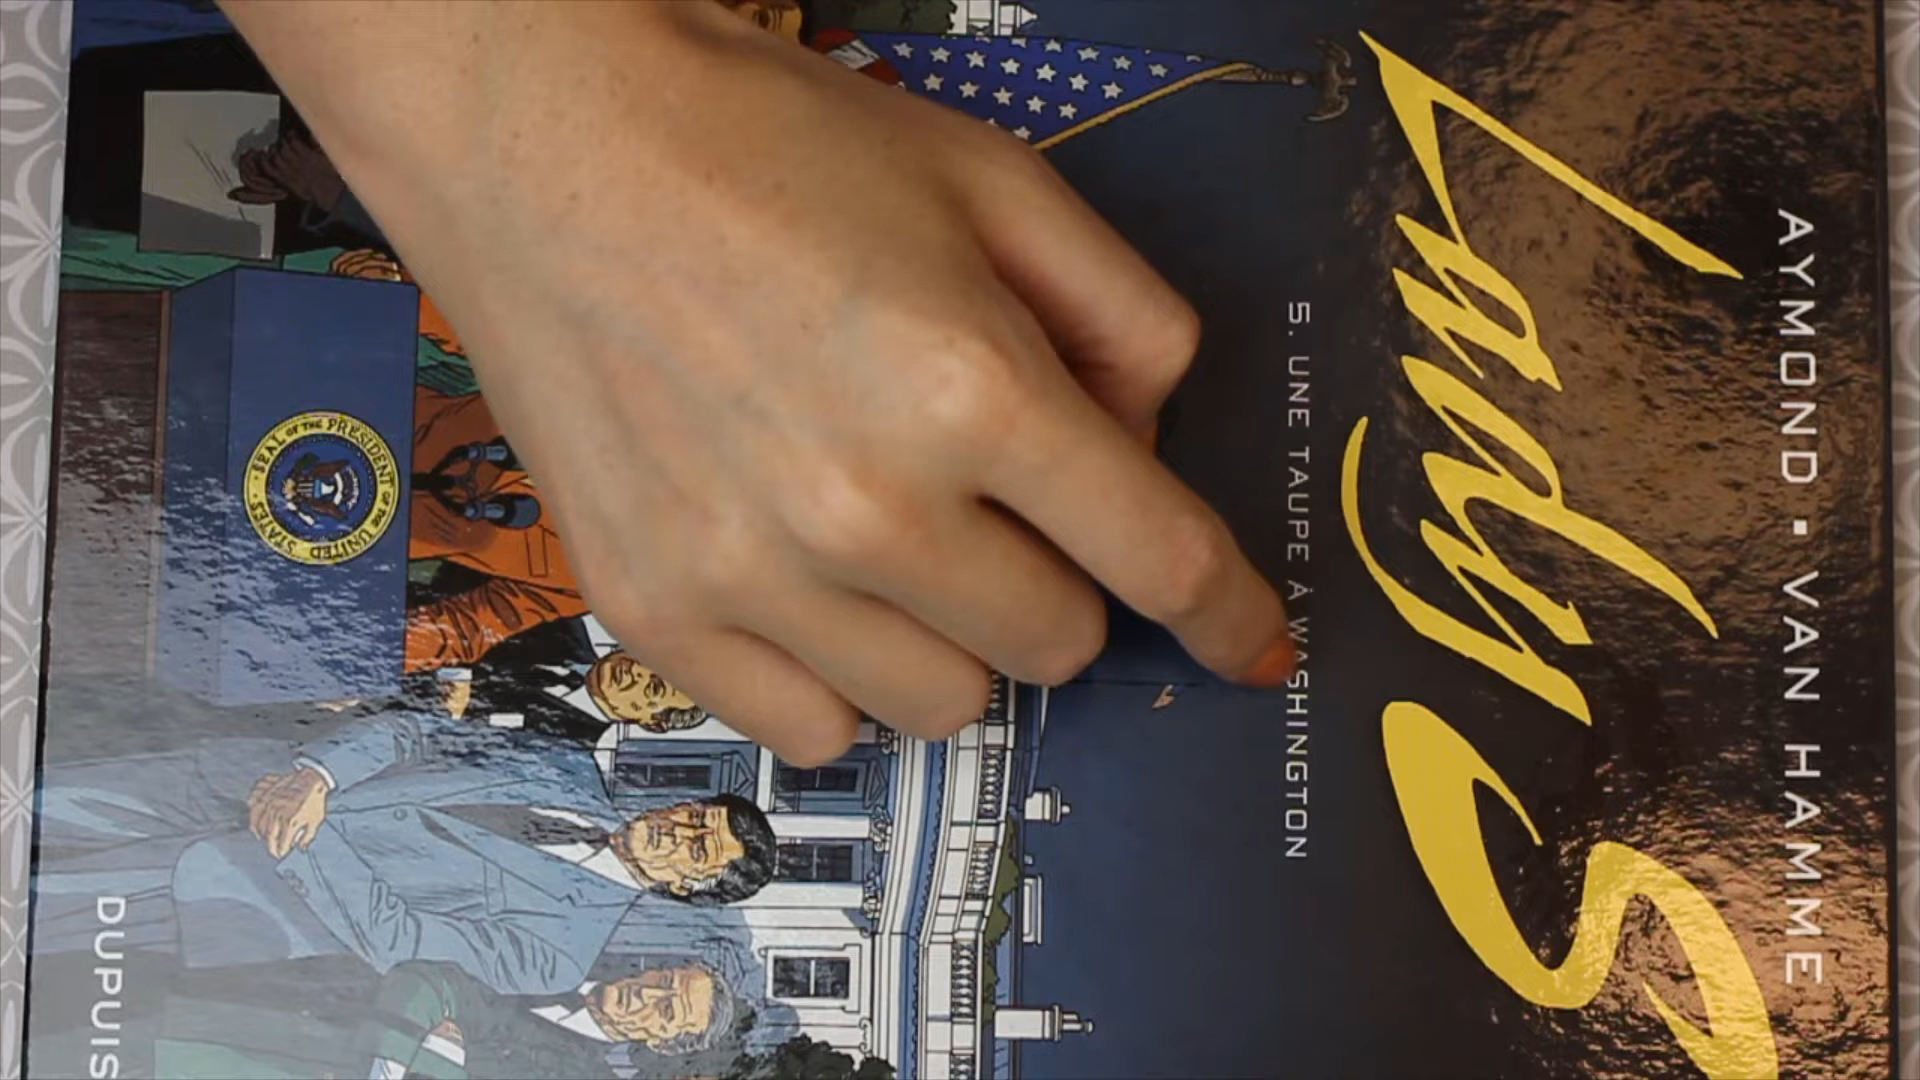 AYMOND ▪ VAN HAMME
Lady S
5. UNE TAUPE À WASHINGTON
SEAL OF THE PRESIDENT OF THE UNITED STATES
DUPUIS